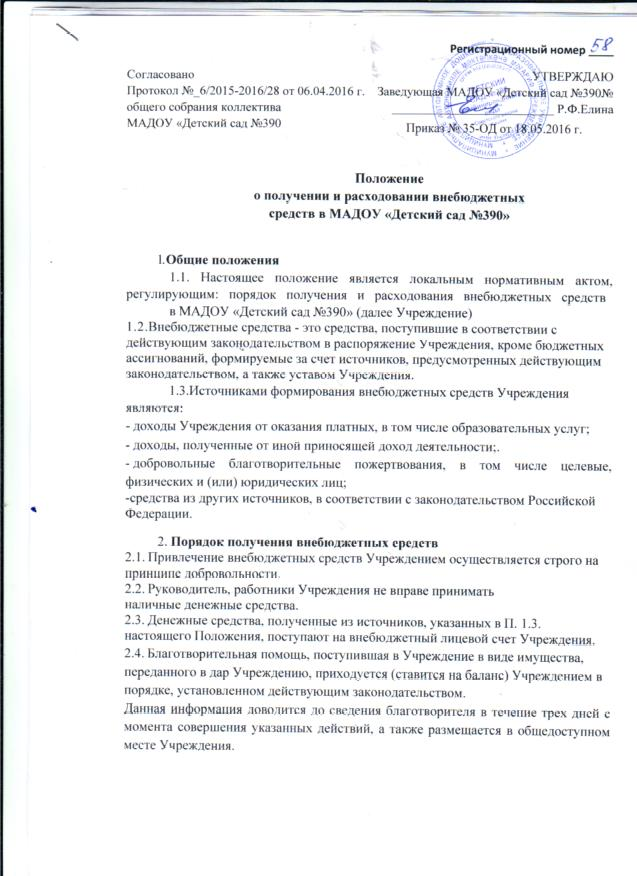 Регистрационный номер 58
Согласовано
УТВЕРЖДАЮ
Протокол №_6/2015-2016/28 от 06.04.2016 г.
Заведующая МАДОУ «Детский сад №390№
общего собрания коллектива
Р.Ф.Елина
МАДОУ «Детский сад №390
Приказ № 35-ОД от 18.05.2016 г.
Положение
о получении и расходовании внебюджетных
средств в МАДОУ «Детский сад №390»
1.Общие положения
1.1. Настоящее положение является локальным нормативным актом,
регулирующим: порядок получения и расходования внебюджетных средств
в МАДОУ «Детский сад №390» (далее Учреждение)
1.2.Внебюджетные средства - это средства, поступившие в соответствии с
действующим законодательством в распоряжение Учреждения, кроме бюджетных
ассигнований, формируемые за счет источников, предусмотренных действующим
законодательством, а также уставом Учреждения.
1.3.Источниками формирования внебюджетных средств Учреждения
являются:
- доходы Учреждения от оказания платных, в том числе образовательных услуг;
- доходы, полученные от иной приносящей доход деятельности;.
- добровольные благотворительные пожертвования, в том числе целевые,
физических и (или) юридических лиц;
-средства из других источников, в соответствии с законодательством Российской
Федерации.
2. Порядок получения внебюджетных средств
2.1. Привлечение внебюджетных средств Учреждением осуществляется строго на
принципе добровольности.
2.2. Руководитель, работники Учреждения не вправе принимать
наличные денежные средства.
2.3. Денежные средства, полученные из источников, указанных в П. 1.3.
настоящего Положения, поступают на внебюджетный лицевой счет Учреждения.
2.4. Благотворительная помощь, поступившая в Учреждение в виде имущества,
переданного в дар Учреждению, приходуется (ставится на баланс) Учреждением в
порядке, установленном действующим законодательством.
Данная информация доводится до сведения благотворителя в течение трех дней с
момента совершения указанных действий, а также размещается в общедоступном
месте Учреждения.